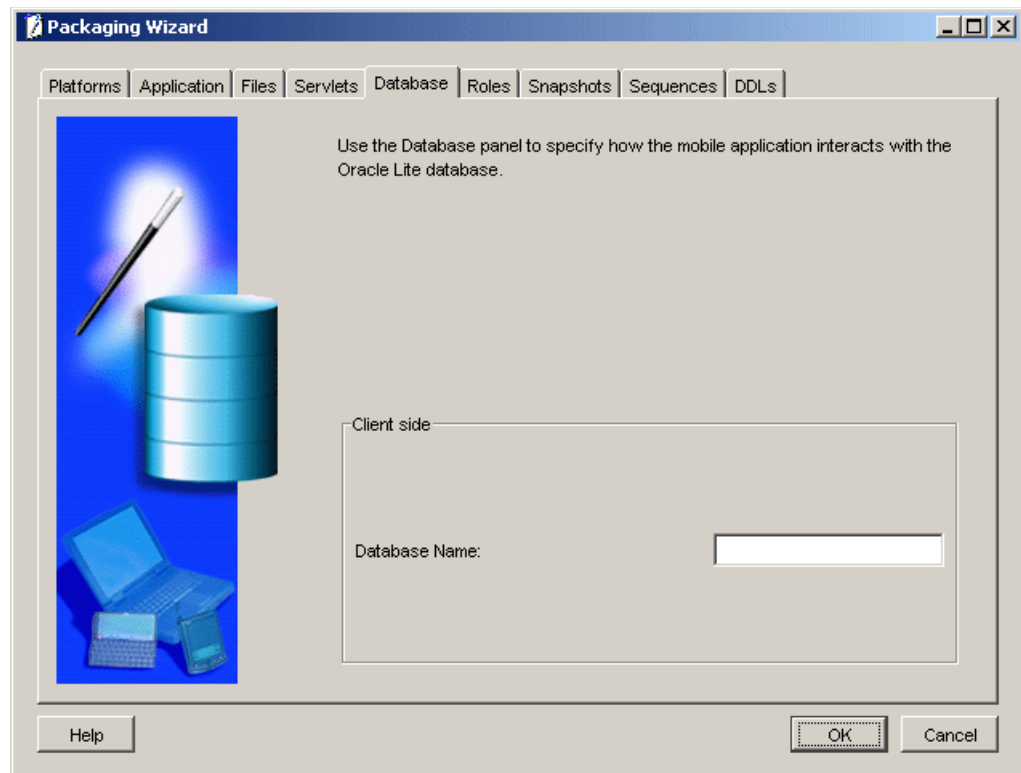 Packaging Wizard
Platforms Application Files Servlets Database Roles Snapshots Sequences DDLs
Use the Database panel to specify how the mobile application interacts with the
Oracle Lite database.
Client side
Database Name:
Help OK Cancel